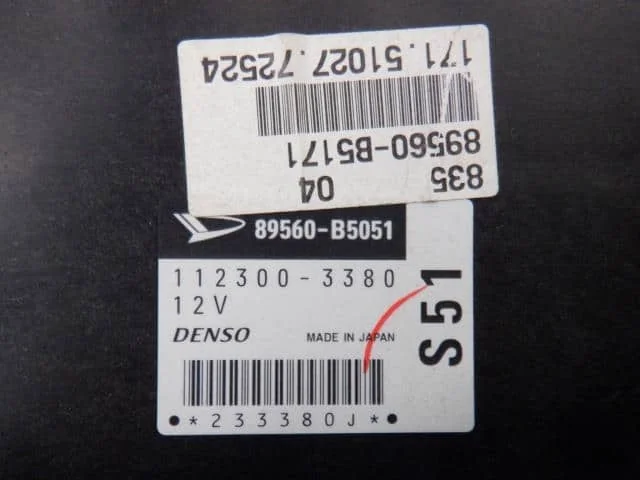 835 04
89560-B5171
171.51027.72524
89560-B5051
112300-3380
12V
DENSO MADE IN JAPAN
*233380J*
S51